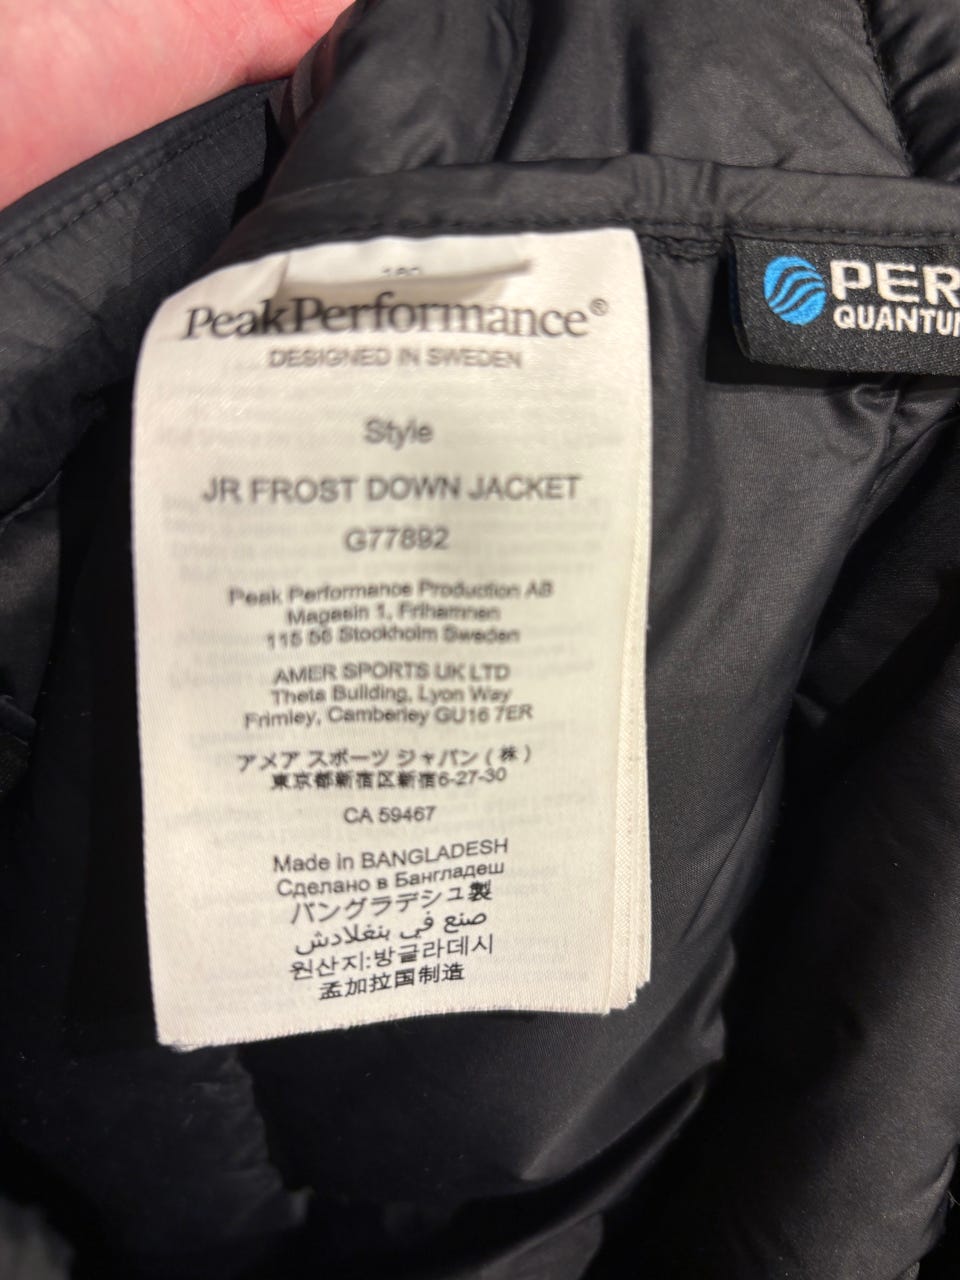 PeakPerformance®
DESIGNED IN SWEDEN
Style
JR FROST DOWN JACKET
G77892
Peak Performance Production AB
Magasin 1, Frihamnen
115 56 Stockholm Sweden
AMER SPORTS UK LTD
Theta Building, Lyon Way
Frimley, Camberley GU16 7ER
アメア スポーツ ジャパン (株)
東京都新宿区新宿6-27-30
CA 59467
Made in BANGLADESH
Сделано в Бангладеш
バングラデシュ製
صنع في بنغلادش
원산지:방글라데시
孟加拉国制造
PER
QUANTU